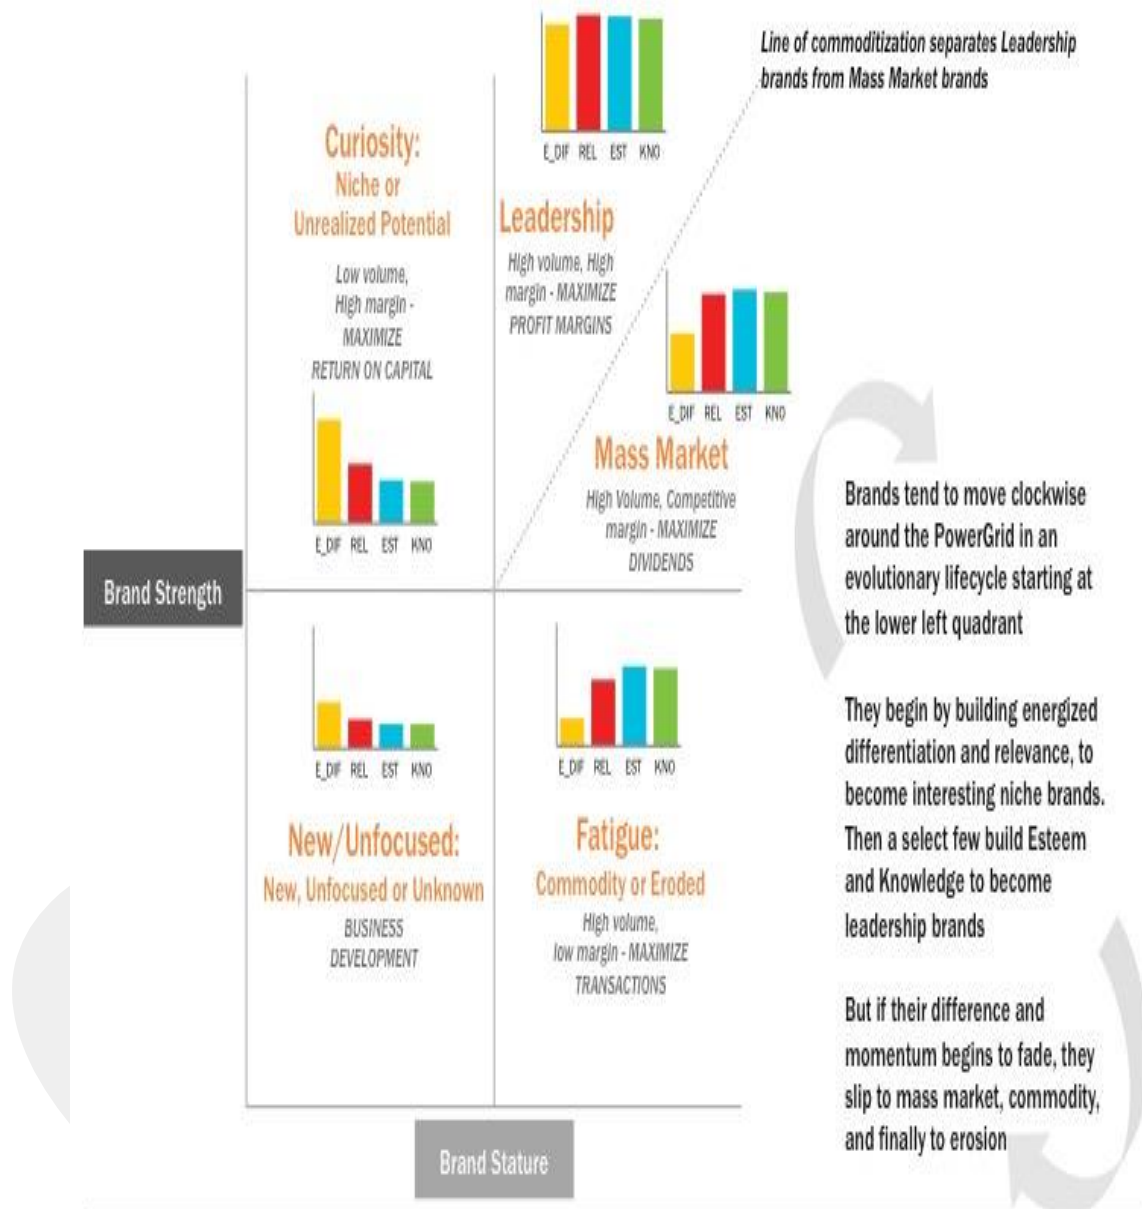 Line of commoditization separates Leadership
brands from Mass Market brands
E_DIF REL EST KNO
Curiosity:
Niche or
Unrealized Potential
Low volume,
High margin -
MAXIMIZE
RETURN ON CAPITAL
E_DIF REL EST KNO
Leadership
High volume, High
margin - MAXIMIZE
PROFIT MARGINS
E_DIF REL EST KNO
Mass Market
High Volume, Competitive
margin - MAXIMIZE
DIVIDENDS
Brand Strength
E_DIF REL EST KNO
New/Unfocused:
New, Unfocused or Unknown
BUSINESS
DEVELOPMENT
E_DIF REL EST KNO
Fatigue:
Commodity or Eroded
High volume,
low margin - MAXIMIZE
TRANSACTIONS
Brand Stature
Brands tend to move clockwise
around the PowerGrid in an
evolutionary lifecycle starting at
the lower left quadrant
They begin by building energized
differentiation and relevance, to
become interesting niche brands.
Then a select few build Esteem
and Knowledge to become
leadership brands
But if their difference and
momentum begins to fade, they
slip to mass market, commodity,
and finally to erosion